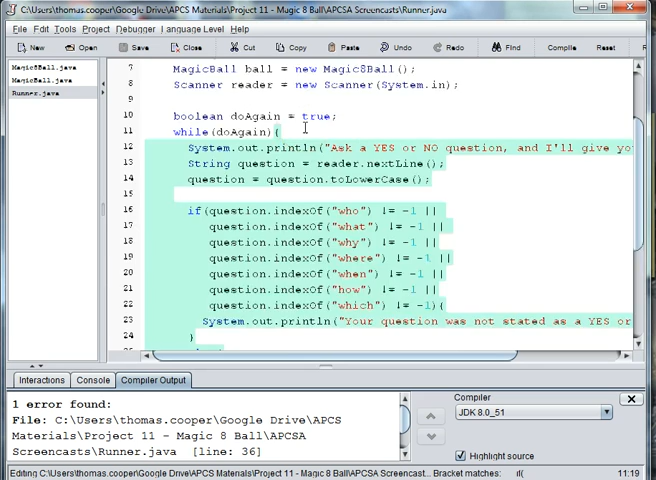 C:\Users\thomas.cooper\Google Drive\APCS Materials\Project 11 - Magic 8 Ball\APCSA Screencasts\Runner.java
File Edit Tools Project Debugger Language Level Help
New Open Save Close Cut Copy Paste Undo Redo Find Compile Reset
Magic8Ball.java
MagicBall.java
Runner.java
7 MagicBall ball = new Magic8Ball();
8 Scanner reader = new Scanner(System.in);
9
10 boolean doAgain = true;
11 while(doAgain){
12 System.out.println("Ask a YES or NO question, and I'll give yo
13 String question = reader.nextLine();
14 question = question.toLowerCase();
15
16 if(question.indexOf("who") != -1 ||
17 question.indexOf("what") != -1 ||
18 question.indexOf("why") != -1 ||
19 question.indexOf("where") != -1 ||
20 question.indexOf("when") != -1 ||
21 question.indexOf("how") != -1 ||
22 question.indexOf("which") != -1){
23 System.out.println("Your question was not stated as a YES or
24 }
Interactions Console Compiler Output
1 error found:
File: C:\Users\thomas.cooper\Google Drive\APCS
Materials\Project 11 - Magic 8 Ball\APCSA
Screencasts\Runner.java [line: 36]
Compiler
JDK 8.0_51
Highlight source
Editing C:\Users\thomas.cooper\Google Drive\APCS Materials\Project 11 - Magic 8 Ball\APCSA Screencast... Bracket matches: if( 11:19